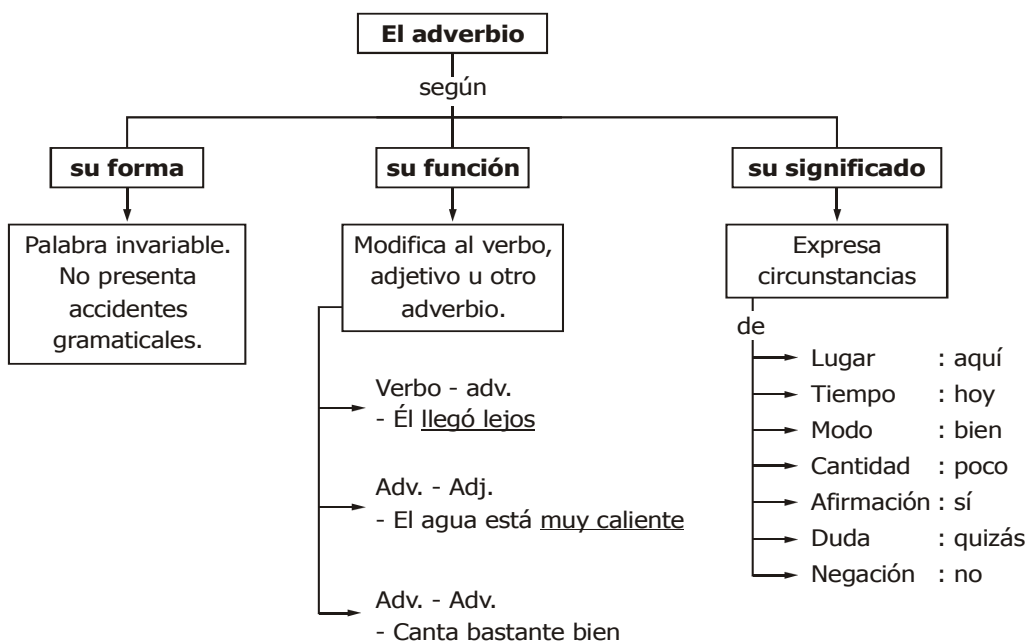 El adverbio
según
su forma
Palabra invariable.
No presenta
accidentes
gramaticales.
su función
Modifica al verbo,
adjetivo u otro
adverbio.
Verbo - adv.
- Él llegó lejos
Adv. - Adj.
- El agua está muy caliente
Adv. - Adv.
- Canta bastante bien
su significado
Expresa
circunstancias
de
Lugar : aquí
Tiempo : hoy
Modo : bien
Cantidad : poco
Afirmación : sí
Duda : quizás
Negación : no